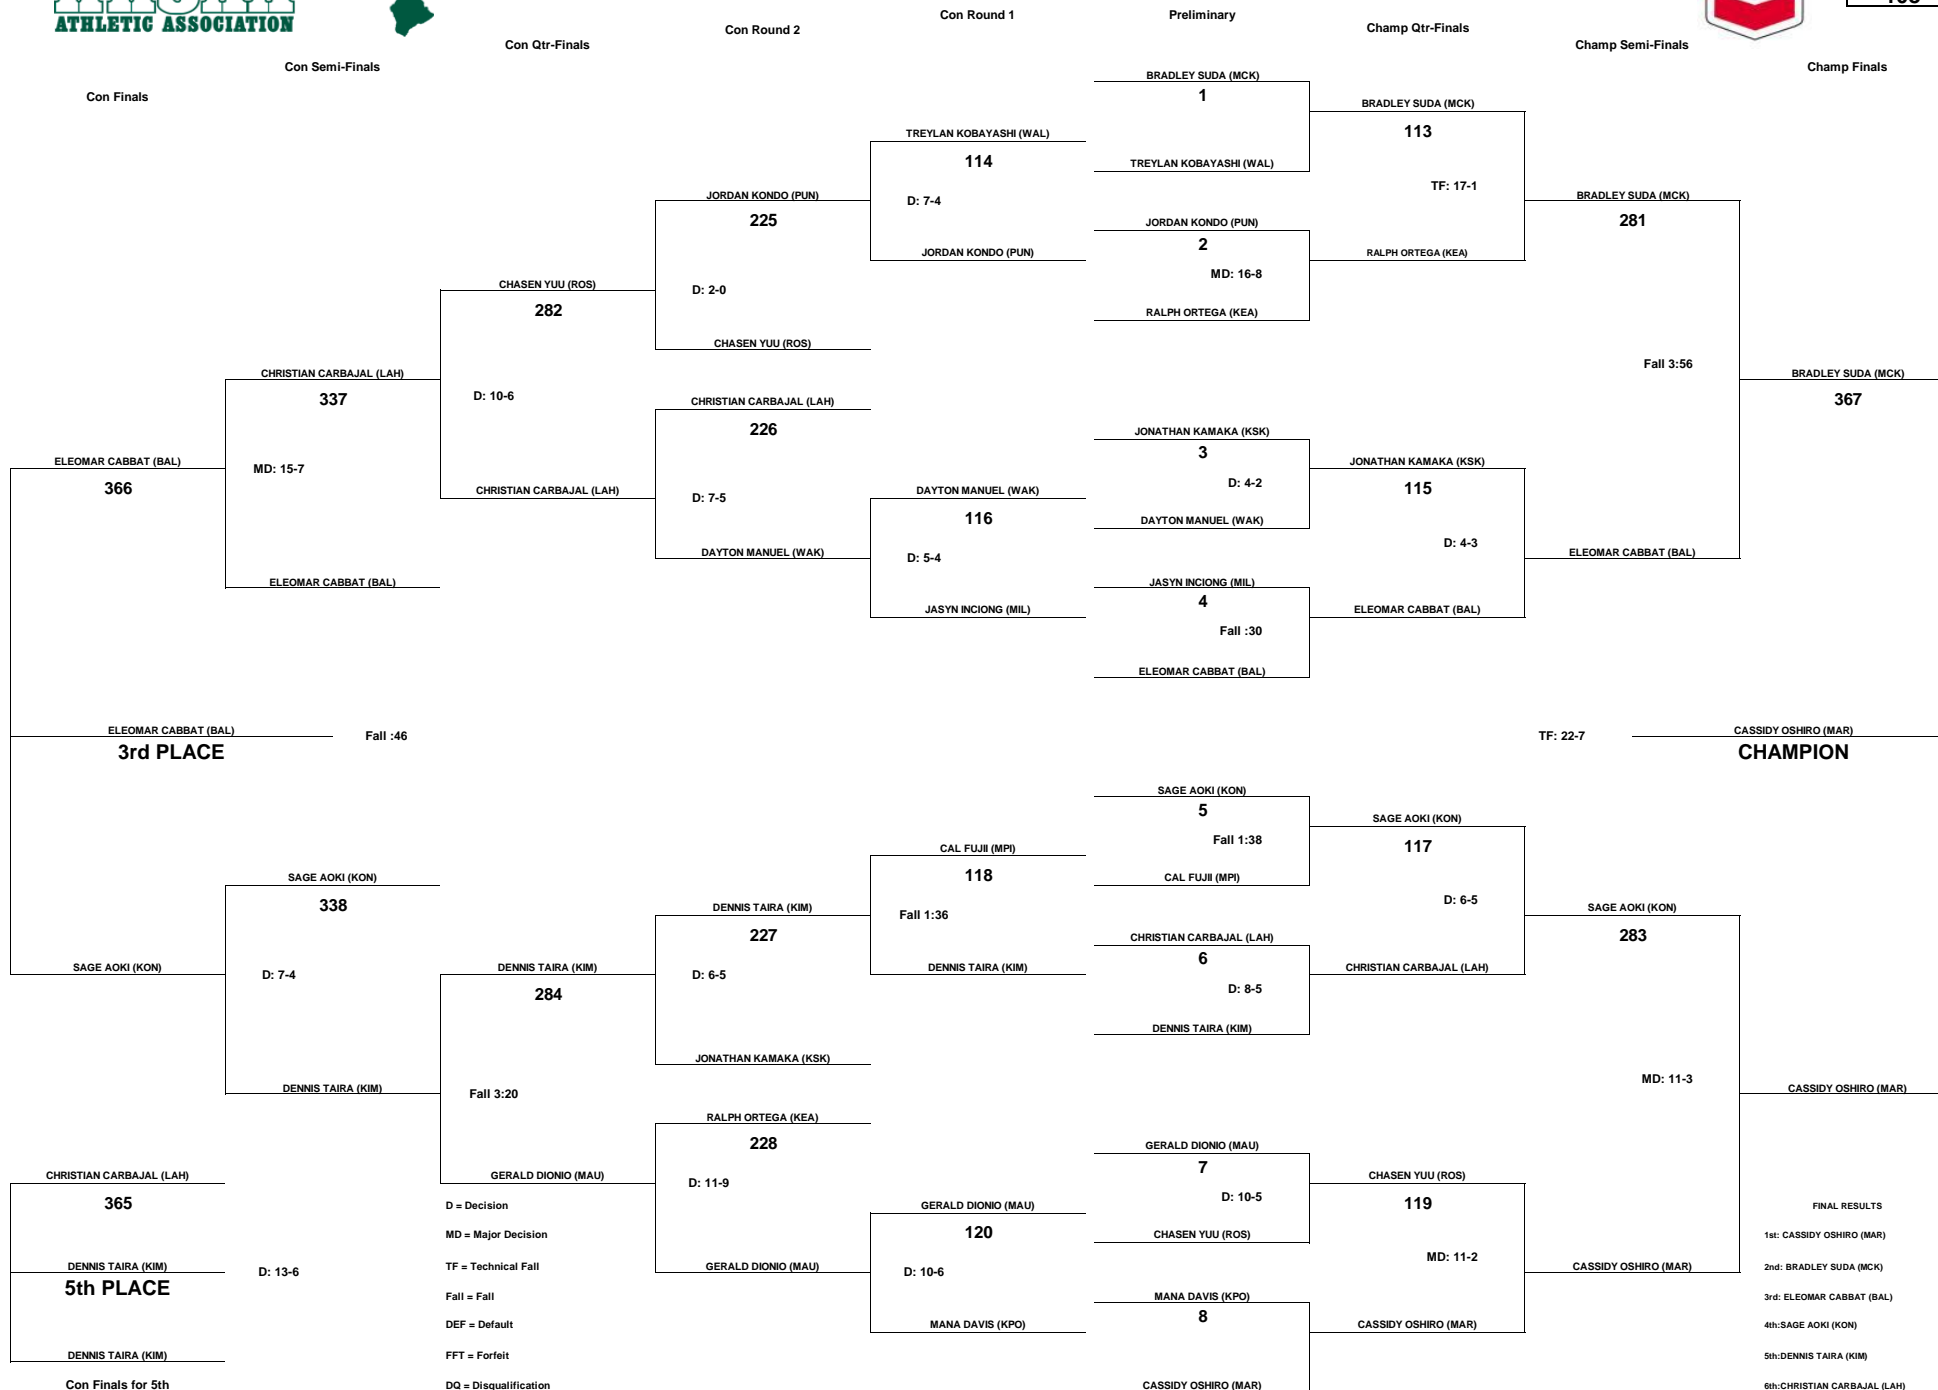 ATHLETIC ASSOCIATION
Con Finals
Con Semi-Finals
Con Qtr-Finals
Con Round 2
Con Round 1
Preliminary
Champ Qtr-Finals
Champ Semi-Finals
Champ Finals
BRADLEY SUDA (MCK)
1
TREYLAN KOBAYASHI (WAL)
JORDAN KONDO (PUN)
2
MD: 16-8
RALPH ORTEGA (KEA)
JONATHAN KAMAKA (KSK)
3
D: 4-2
DAYTON MANUEL (WAK)
JASYN INCIONG (MIL)
4
Fall :30
ELEOMAR CABBAT (BAL)
SAGE AOKI (KON)
5
Fall 1:38
CAL FUJII (MPI)
CHRISTIAN CARBAJAL (LAH)
6
D: 8-5
DENNIS TAIRA (KIM)
GERALD DIONIO (MAU)
7
D: 10-5
CHASEN YUU (ROS)
MANA DAVIS (KPO)
8
CASSIDY OSHIRO (MAR)
BRADLEY SUDA (MCK)
113
TF: 17-1
RALPH ORTEGA (KEA)
JONATHAN KAMAKA (KSK)
115
D: 4-3
ELEOMAR CABBAT (BAL)
SAGE AOKI (KON)
117
D: 6-5
CHRISTIAN CARBAJAL (LAH)
CHASEN YUU (ROS)
119
MD: 11-2
CASSIDY OSHIRO (MAR)
BRADLEY SUDA (MCK)
281
Fall 3:56
ELEOMAR CABBAT (BAL)
SAGE AOKI (KON)
283
MD: 11-3
CASSIDY OSHIRO (MAR)
BRADLEY SUDA (MCK)
367
TF: 22-7
CASSIDY OSHIRO (MAR)
CHAMPION
CASSIDY OSHIRO (MAR)
TREYLAN KOBAYASHI (WAL)
114
D: 7-4
JORDAN KONDO (PUN)
DAYTON MANUEL (WAK)
116
D: 5-4
JASYN INCIONG (MIL)
CAL FUJII (MPI)
118
Fall 1:36
DENNIS TAIRA (KIM)
GERALD DIONIO (MAU)
120
D: 10-6
MANA DAVIS (KPO)
JORDAN KONDO (PUN)
225
D: 2-0
CHASEN YUU (ROS)
CHRISTIAN CARBAJAL (LAH)
226
D: 7-5
DAYTON MANUEL (WAK)
DENNIS TAIRA (KIM)
227
D: 6-5
JONATHAN KAMAKA (KSK)
RALPH ORTEGA (KEA)
228
D: 11-9
GERALD DIONIO (MAU)
CHASEN YUU (ROS)
282
D: 10-6
CHRISTIAN CARBAJAL (LAH)
DENNIS TAIRA (KIM)
284
Fall 3:20
GERALD DIONIO (MAU)
CHRISTIAN CARBAJAL (LAH)
337
MD: 15-7
ELEOMAR CABBAT (BAL)
SAGE AOKI (KON)
338
D: 7-4
DENNIS TAIRA (KIM)
ELEOMAR CABBAT (BAL)
366
ELEOMAR CABBAT (BAL)
3rd PLACE
Fall :46
SAGE AOKI (KON)
CHRISTIAN CARBAJAL (LAH)
365
DENNIS TAIRA (KIM)
5th PLACE
D: 13-6
DENNIS TAIRA (KIM)
Con Finals for 5th
D = Decision
MD = Major Decision
TF = Technical Fall
Fall = Fall
DEF = Default
FFT = Forfeit
DQ = Disqualification
FINAL RESULTS
1st: CASSIDY OSHIRO (MAR)
2nd: BRADLEY SUDA (MCK)
3rd: ELEOMAR CABBAT (BAL)
4th:SAGE AOKI (KON)
5th:DENNIS TAIRA (KIM)
6th:CHRISTIAN CARBAJAL (LAH)